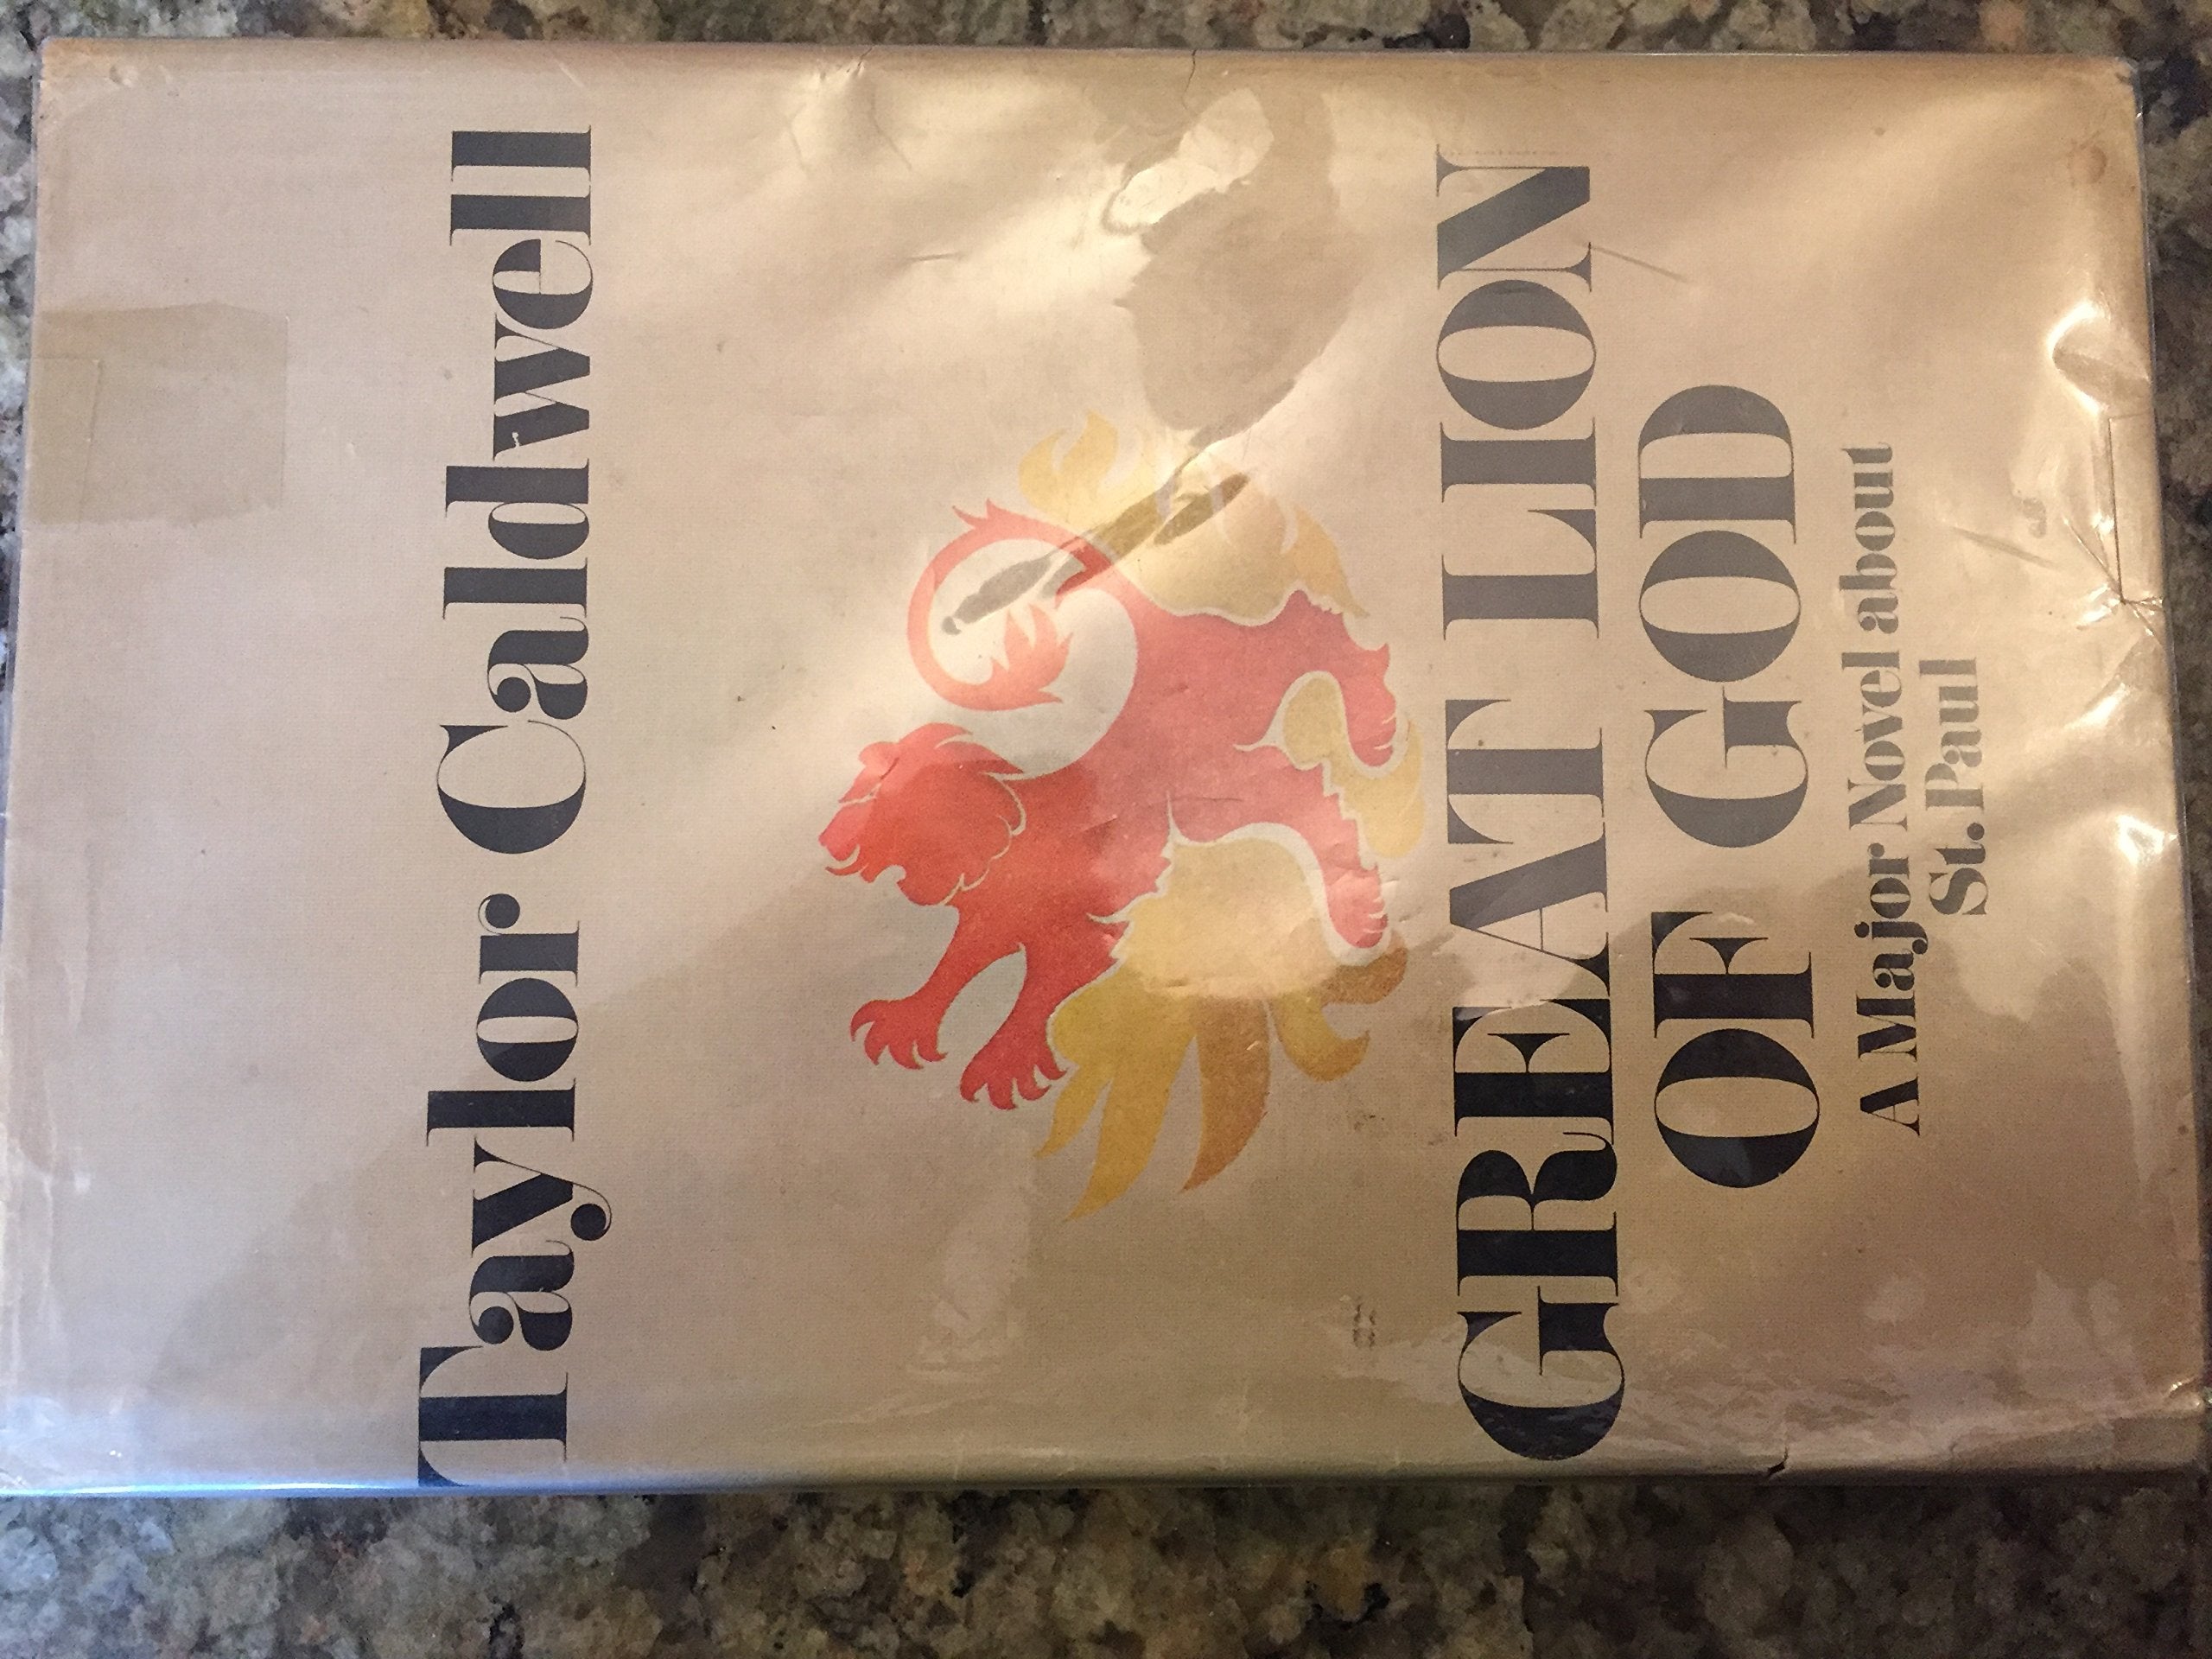 Taylor Caldwell
GREAT LION
OF GOD
A Major Novel about
St. Paul